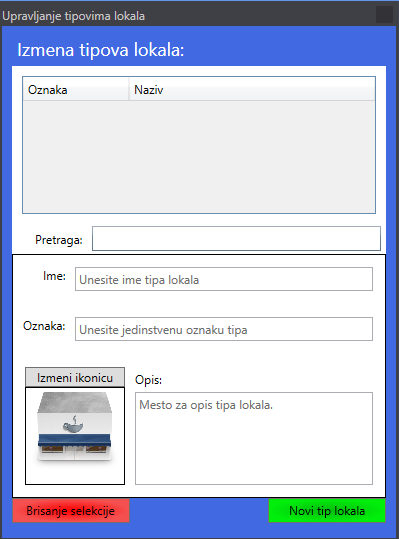 Upravljanje tipovima lokala
Izmena tipova lokala:
Oznaka Naziv
Pretraga:
Ime: Unesite ime tipa lokala
Oznaka: Unesite jedinstvenu oznaku tipa
Izmeni ikonicu Opis:
Mesto za opis tipa lokala.
Brisanje selekcije Novi tip lokala